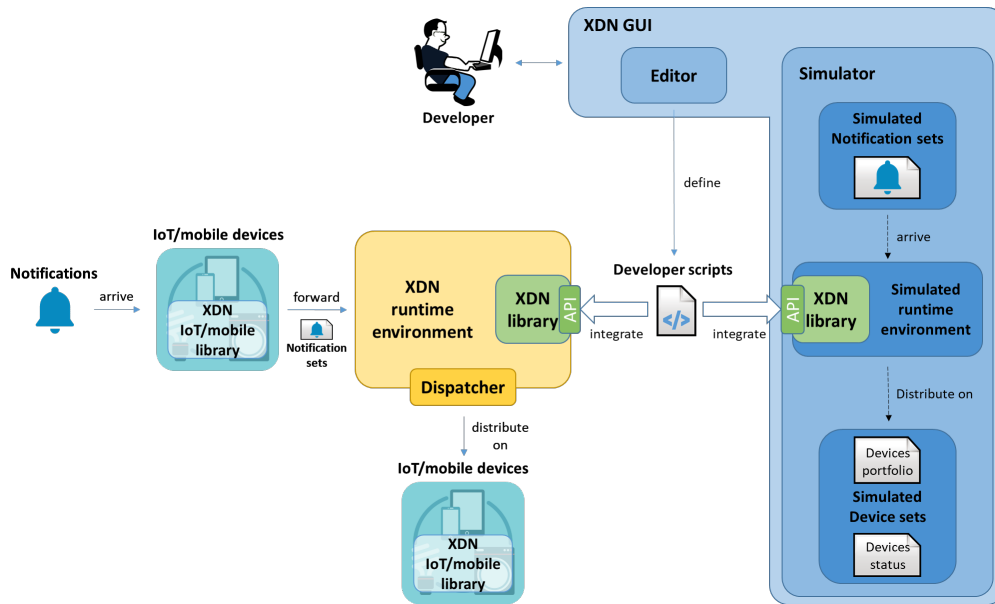 XDN GUI
Editor
Developer
define
Simulator
Simulated
Notification sets
arrive
Notifications
arrive
IoT/mobile devices
XDN
IoT/mobile
library
forward
Notification
sets
XDN
runtime
environment
XDN
library
API
Dispatcher
integrate
Developer scripts
</>
integrate
API
XDN
library
Simulated
runtime
environment
distribute
on
IoT/mobile devices
XDN
IoT/mobile
library
Distribute on
Devices
portfolio
Simulated
Device sets
Devices
status